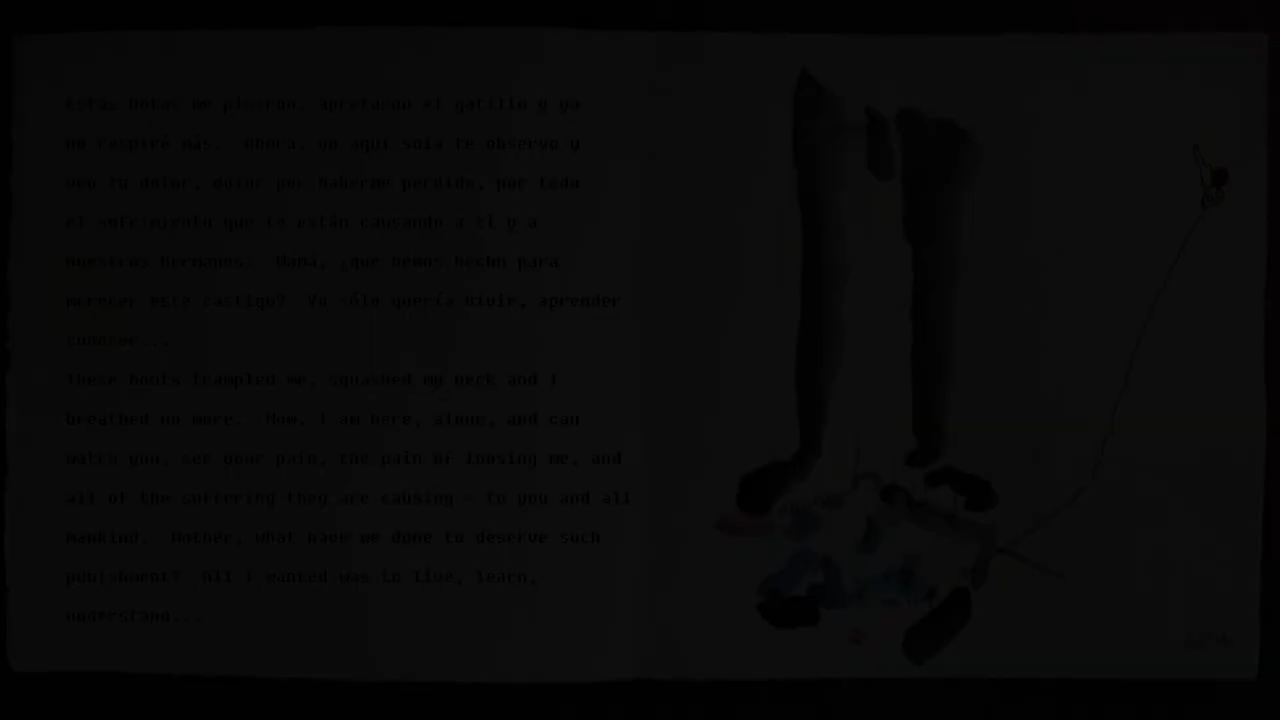 Estas botas me pisaron, apretando el gatillo y ya
no respiré más. Ahora, yo aquí sola te observo y
veo tu dolor, dolor por haberme perdido, por todo
el sufrimiento que le están causando a ti y a
nuestros hermanos. Mamá, ¿que hemos hecho para
merecer este castigo? Yo sólo quería vivir, aprender
conocer...
These boots trampled me, squashed my neck and I
breathed no more. Now, I am here, alone, and can
watch you, see your pain, the pain of loosing me, and
all of the suffering they are causing - to you and all
mankind. Mother, what have we done to deserve such
punishment? All I wanted was to live, learn,
understand...